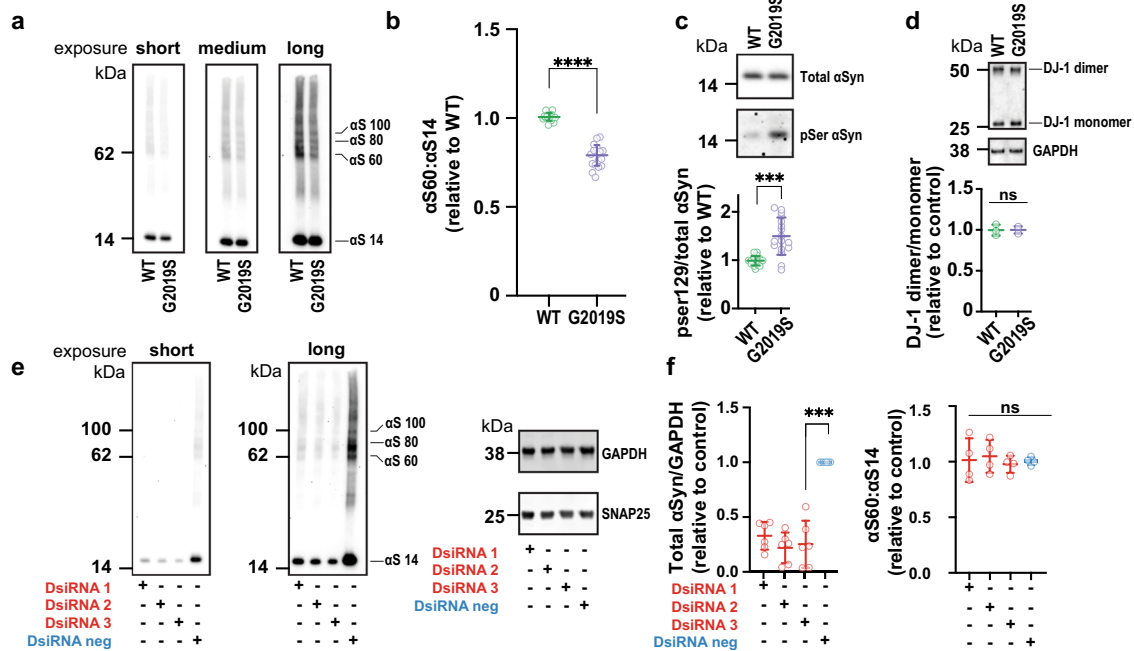 a
exposure short medium long
kDa
62
14
αS 100
αS 80
αS 60
αS 14
WT G2019S WT G2019S WT G2019S
b
αS60:αS14
(relative to WT)
1.5
1.0
0.5
0
****
WT G2019S
c
kDa WT G2019S
14 Total αSyn
14 pSer αSyn
pser129/total αSyn
(relative to WT)
***
2
1
0
WT G2019S
d
kDa WT G2019S
50 DJ-1 dimer
25 DJ-1 monomer
38 GAPDH
DJ-1 dimer/monomer
(relative to control)
1.5
ns
1.0
0.5
0
WT G2019S
e
exposure short long
kDa kDa
100 100
62 62
14 14
αS 100
αS 80
αS 60
αS 14
DsiRNA 1 + - - - + - - -
DsiRNA 2 - + - - - + - -
DsiRNA 3 - - + - - - + -
DsiRNA neg - - - + - - - +
kDa
38 GAPDH
25 SNAP25
DsiRNA 1 + - - -
DsiRNA 2 - + - -
DsiRNA 3 - - + -
DsiRNA neg - - - +
f
Total αSyn/GAPDH
(relative to control)
1.5
***
1.0
0.5
0.0
DsiRNA 1 + - - -
DsiRNA 2 - + - -
DsiRNA 3 - - + -
DsiRNA neg - - - +
αS60:αS14
(relative to control)
1.5
ns
1.0
0.5
0.0
+ - - -
- + - -
- - + -
- - - +